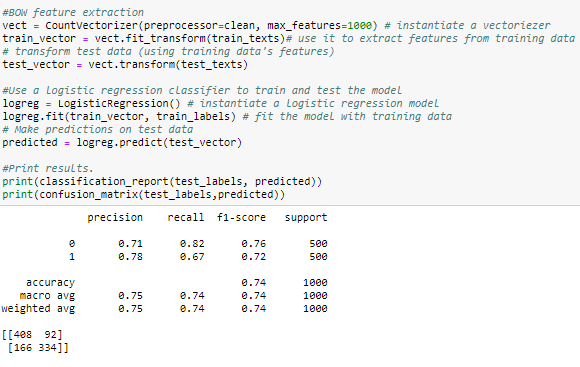 #BOW feature extraction
vect = CountVectorizer(preprocessor=clean, max_features=1000) # instantiate a vectoriezer
train_vector = vect.fit_transform(train_texts)# use it to extract features from training data
# transform test data (using training data's features)
test_vector = vect.transform(test_texts)

#Use a logistic regression classifier to train and test the model
logreg = LogisticRegression() # instantiate a logistic regression model
logreg.fit(train_vector, train_labels) # fit the model with training data
# Make predictions on test data
predicted = logreg.predict(test_vector)

#Print results.
print(classification_report(test_labels, predicted))
print(confusion_matrix(test_labels,predicted))
precision recall f1-score support
0 0.71 0.82 0.76 500
1 0.78 0.67 0.72 500
accuracy 0.74 1000
macro avg 0.75 0.74 0.74 1000
weighted avg 0.75 0.74 0.74 1000
[[408 92]
[166 334]]